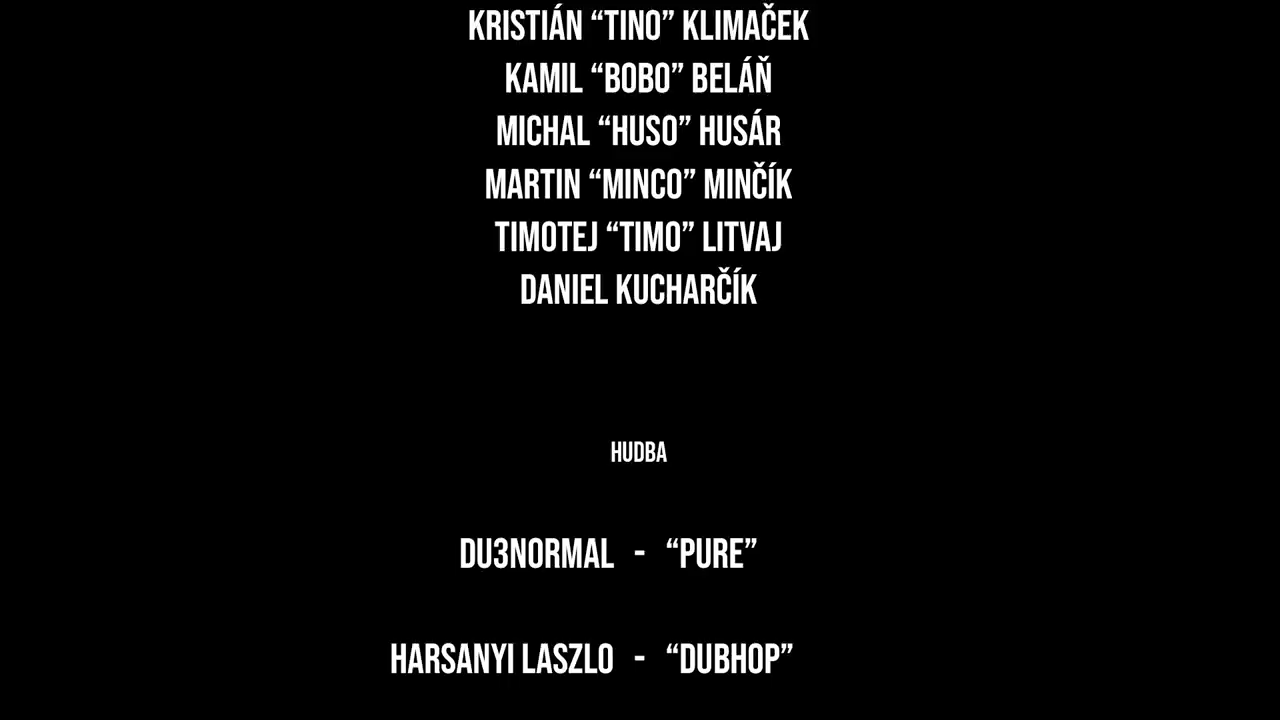 KRISTIÁN “TINO” KLIMAČEK
KAMIL “BOBO” BELÁŇ
MICHAL “HUSO” HUSÁR
MARTIN “MINCO” MINČÍK
TIMOTEJ “TIMO” LITVAJ
DANIEL KUCHARČÍK
HUDBA
DU3NORMAL - “PURE”
HARSANYI LASZLO - “DUBHOP”